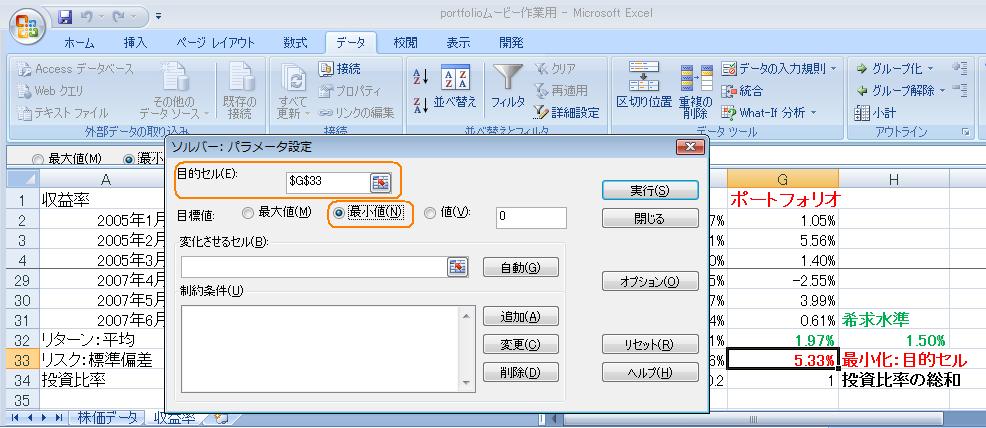 portfolioムービー作業用 - Microsoft Excel
ホーム 挿入 ページ レイアウト 数式 データ 校閲 表示 開発
Access データベース
Web クエリ
テキスト ファイル
その他の
データ ソース
既存の
接続
外部データの取り込み
すべて
更新
接続
プロパティ
リンクの編集
接続
並べ替え
フィルタ
クリア
再適用
詳細設定
並べ替えとフィルタ
区切り位置
重複の
削除
データの入力規則
統合
What-If 分析
データ ツール
グループ化
グループ解除
小計
アウトライン
最大値(M) 最小
ソルバー: パラメータ設定
目的セル(E): $G$33
目標値: 最大値(M) 最小値(N) 値(V): 0
変化させるセル(B):
自動(G)
制約条件(U)
追加(A)
変更(C)
削除(D)
実行(S)
閉じる
オプション(O)
リセット(R)
ヘルプ(H)
A G H
1 収益率 ポートフォリオ
2 2005年1月 7% 1.05%
3 2005年2月 1% 5.56%
4 2005年3月 0% 1.40%
29 2007年4月 5% -2.55%
30 2007年5月 7% 3.99%
31 2007年6月 4% 0.61% 希求水準
32 リターン:平均 1% 1.97% 1.50%
33 リスク:標準偏差 6% 5.33% 最小化:目的セル
34 投資比率 0.2 1 投資比率の総和
35
株価データ 収益率